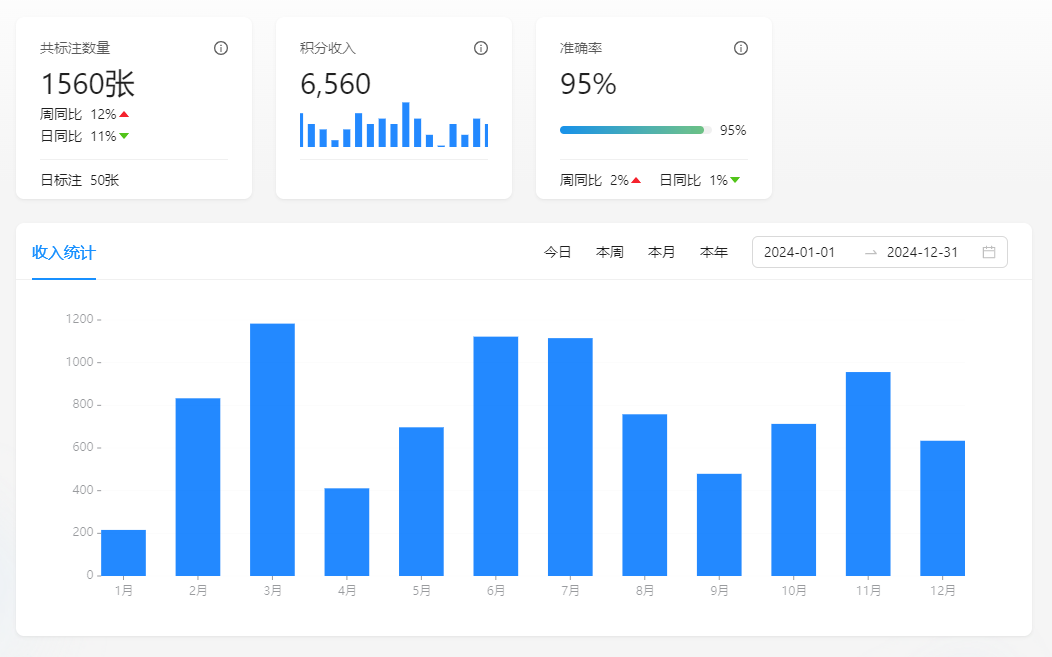 共标注数量
1560张
周同比 12%
日同比 11%
日标注 50张
积分收入
6,560
准确率
95%
95%
周同比 2% 日同比 1%
收入统计 今日 本周 本月 本年 2024-01-01 2024-12-31
1200
1000
800
600
400
200
0
1月 2月 3月 4月 5月 6月 7月 8月 9月 10月 11月 12月